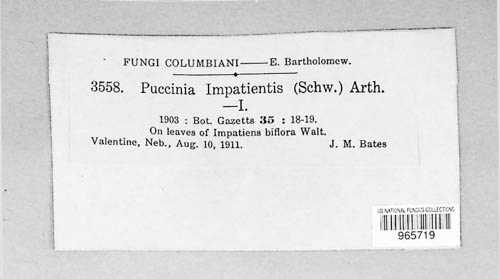 FUNGI COLUMBIANI—E. Bartholomew.
3558. Puccinia Impatientis (Schw.) Arth.
—I.
1903 : Bot. Gazetts 35 : 18-19.
On leaves of Impatiens biflora Walt.
Valentine, Neb., Aug. 10, 1911. J. M. Bates
US NATIONAL FUNGUS COLLECTIONS
965719